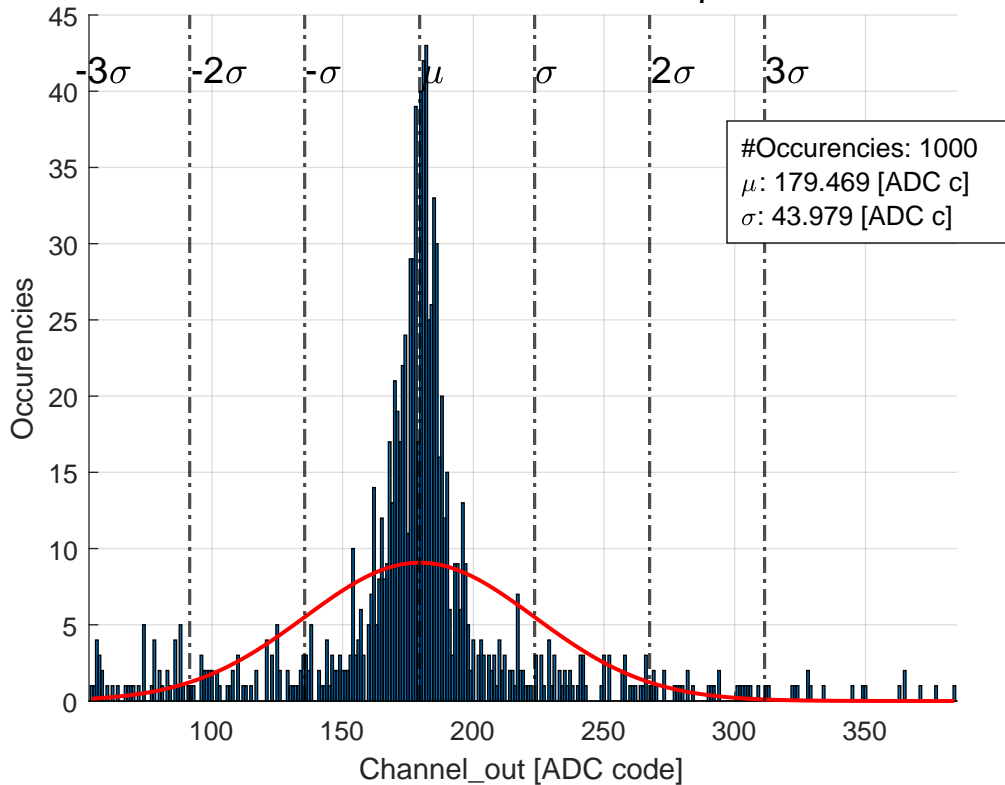 45
40
35
30
25
20
15
10
5
0
-3σ
-2σ
-σ
μ
σ
2σ
3σ
#Occurencies: 1000
μ: 179.469 [ADC c]
σ: 43.979 [ADC c]
Occurencies
100
150
200
250
300
350
Channel_out [ADC code]